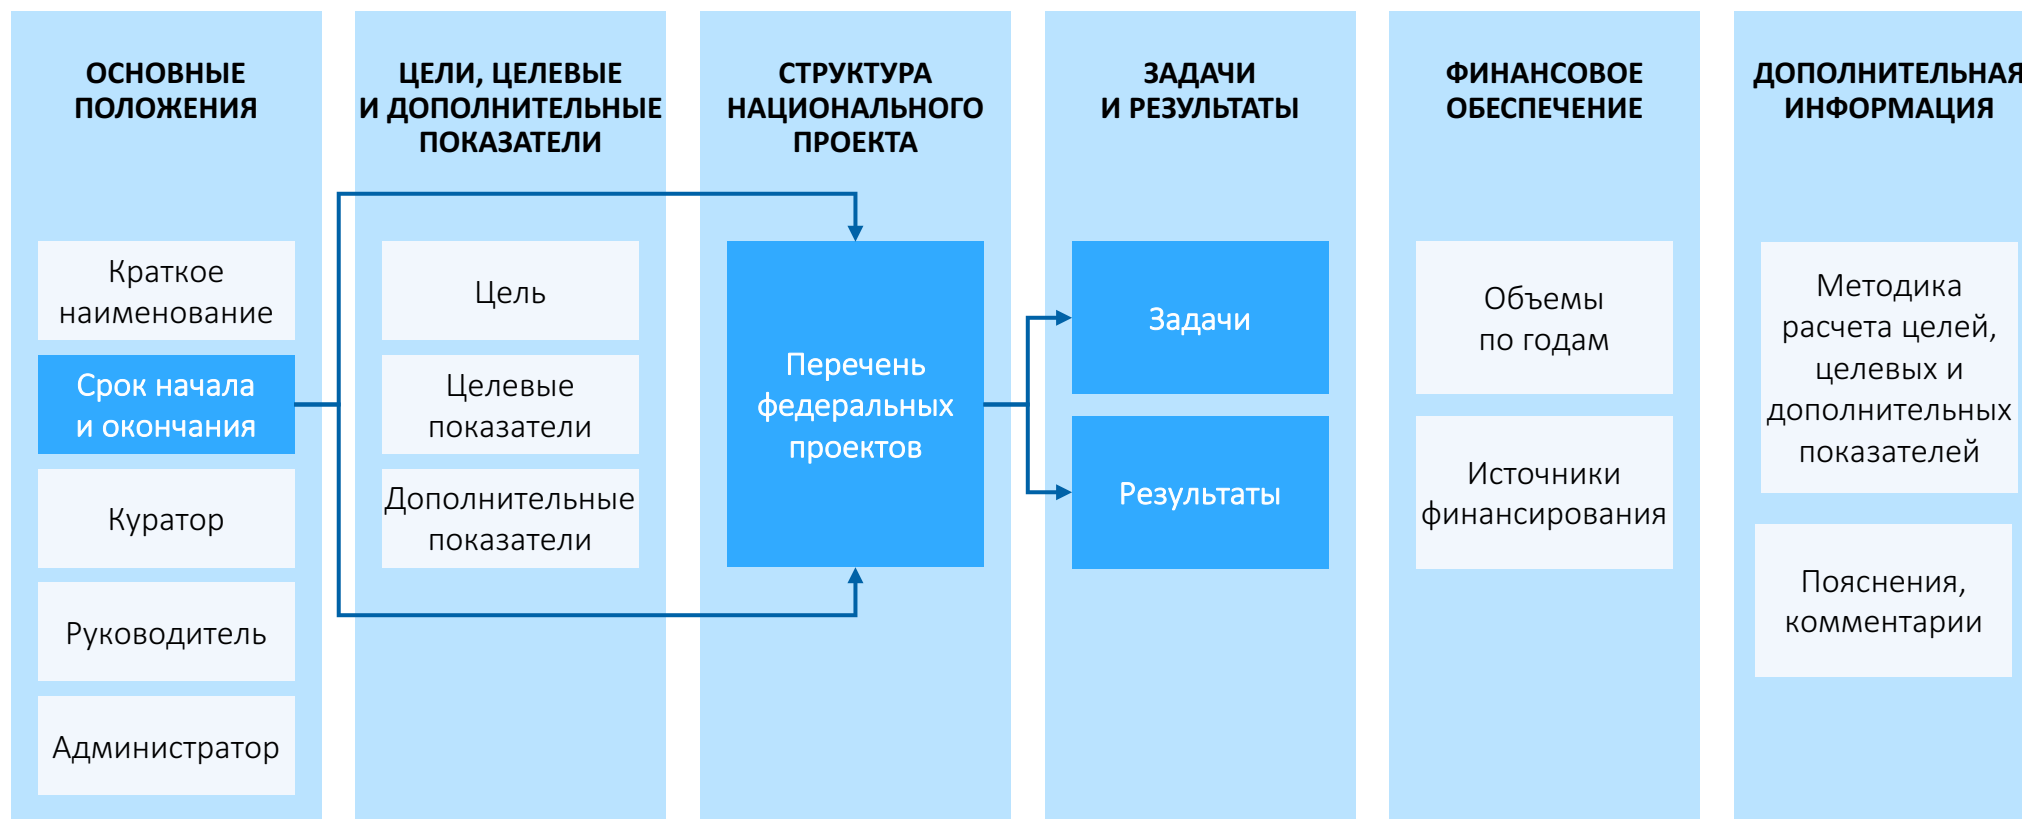 ОСНОВНЫЕ
ПОЛОЖЕНИЯ
Краткое
наименование
Срок начала
и окончания
Куратор
Руководитель
Администратор
ЦЕЛИ, ЦЕЛЕВЫЕ
И ДОПОЛНИТЕЛЬНЫЕ
ПОКАЗАТЕЛИ
Цель
Целевые
показатели
Дополнительные
показатели
СТРУКТУРА
НАЦИОНАЛЬНОГО
ПРОЕКТА
Перечень
федеральных
проектов
ЗАДАЧИ
И РЕЗУЛЬТАТЫ
Задачи
Результаты
ФИНАНСОВОЕ
ОБЕСПЕЧЕНИЕ
Объемы
по годам
Источники
финансирования
ДОПОЛНИТЕЛЬНАЯ
ИНФОРМАЦИЯ
Методика
расчета целей,
целевых и
дополнительных
показателей
Пояснения,
комментарии